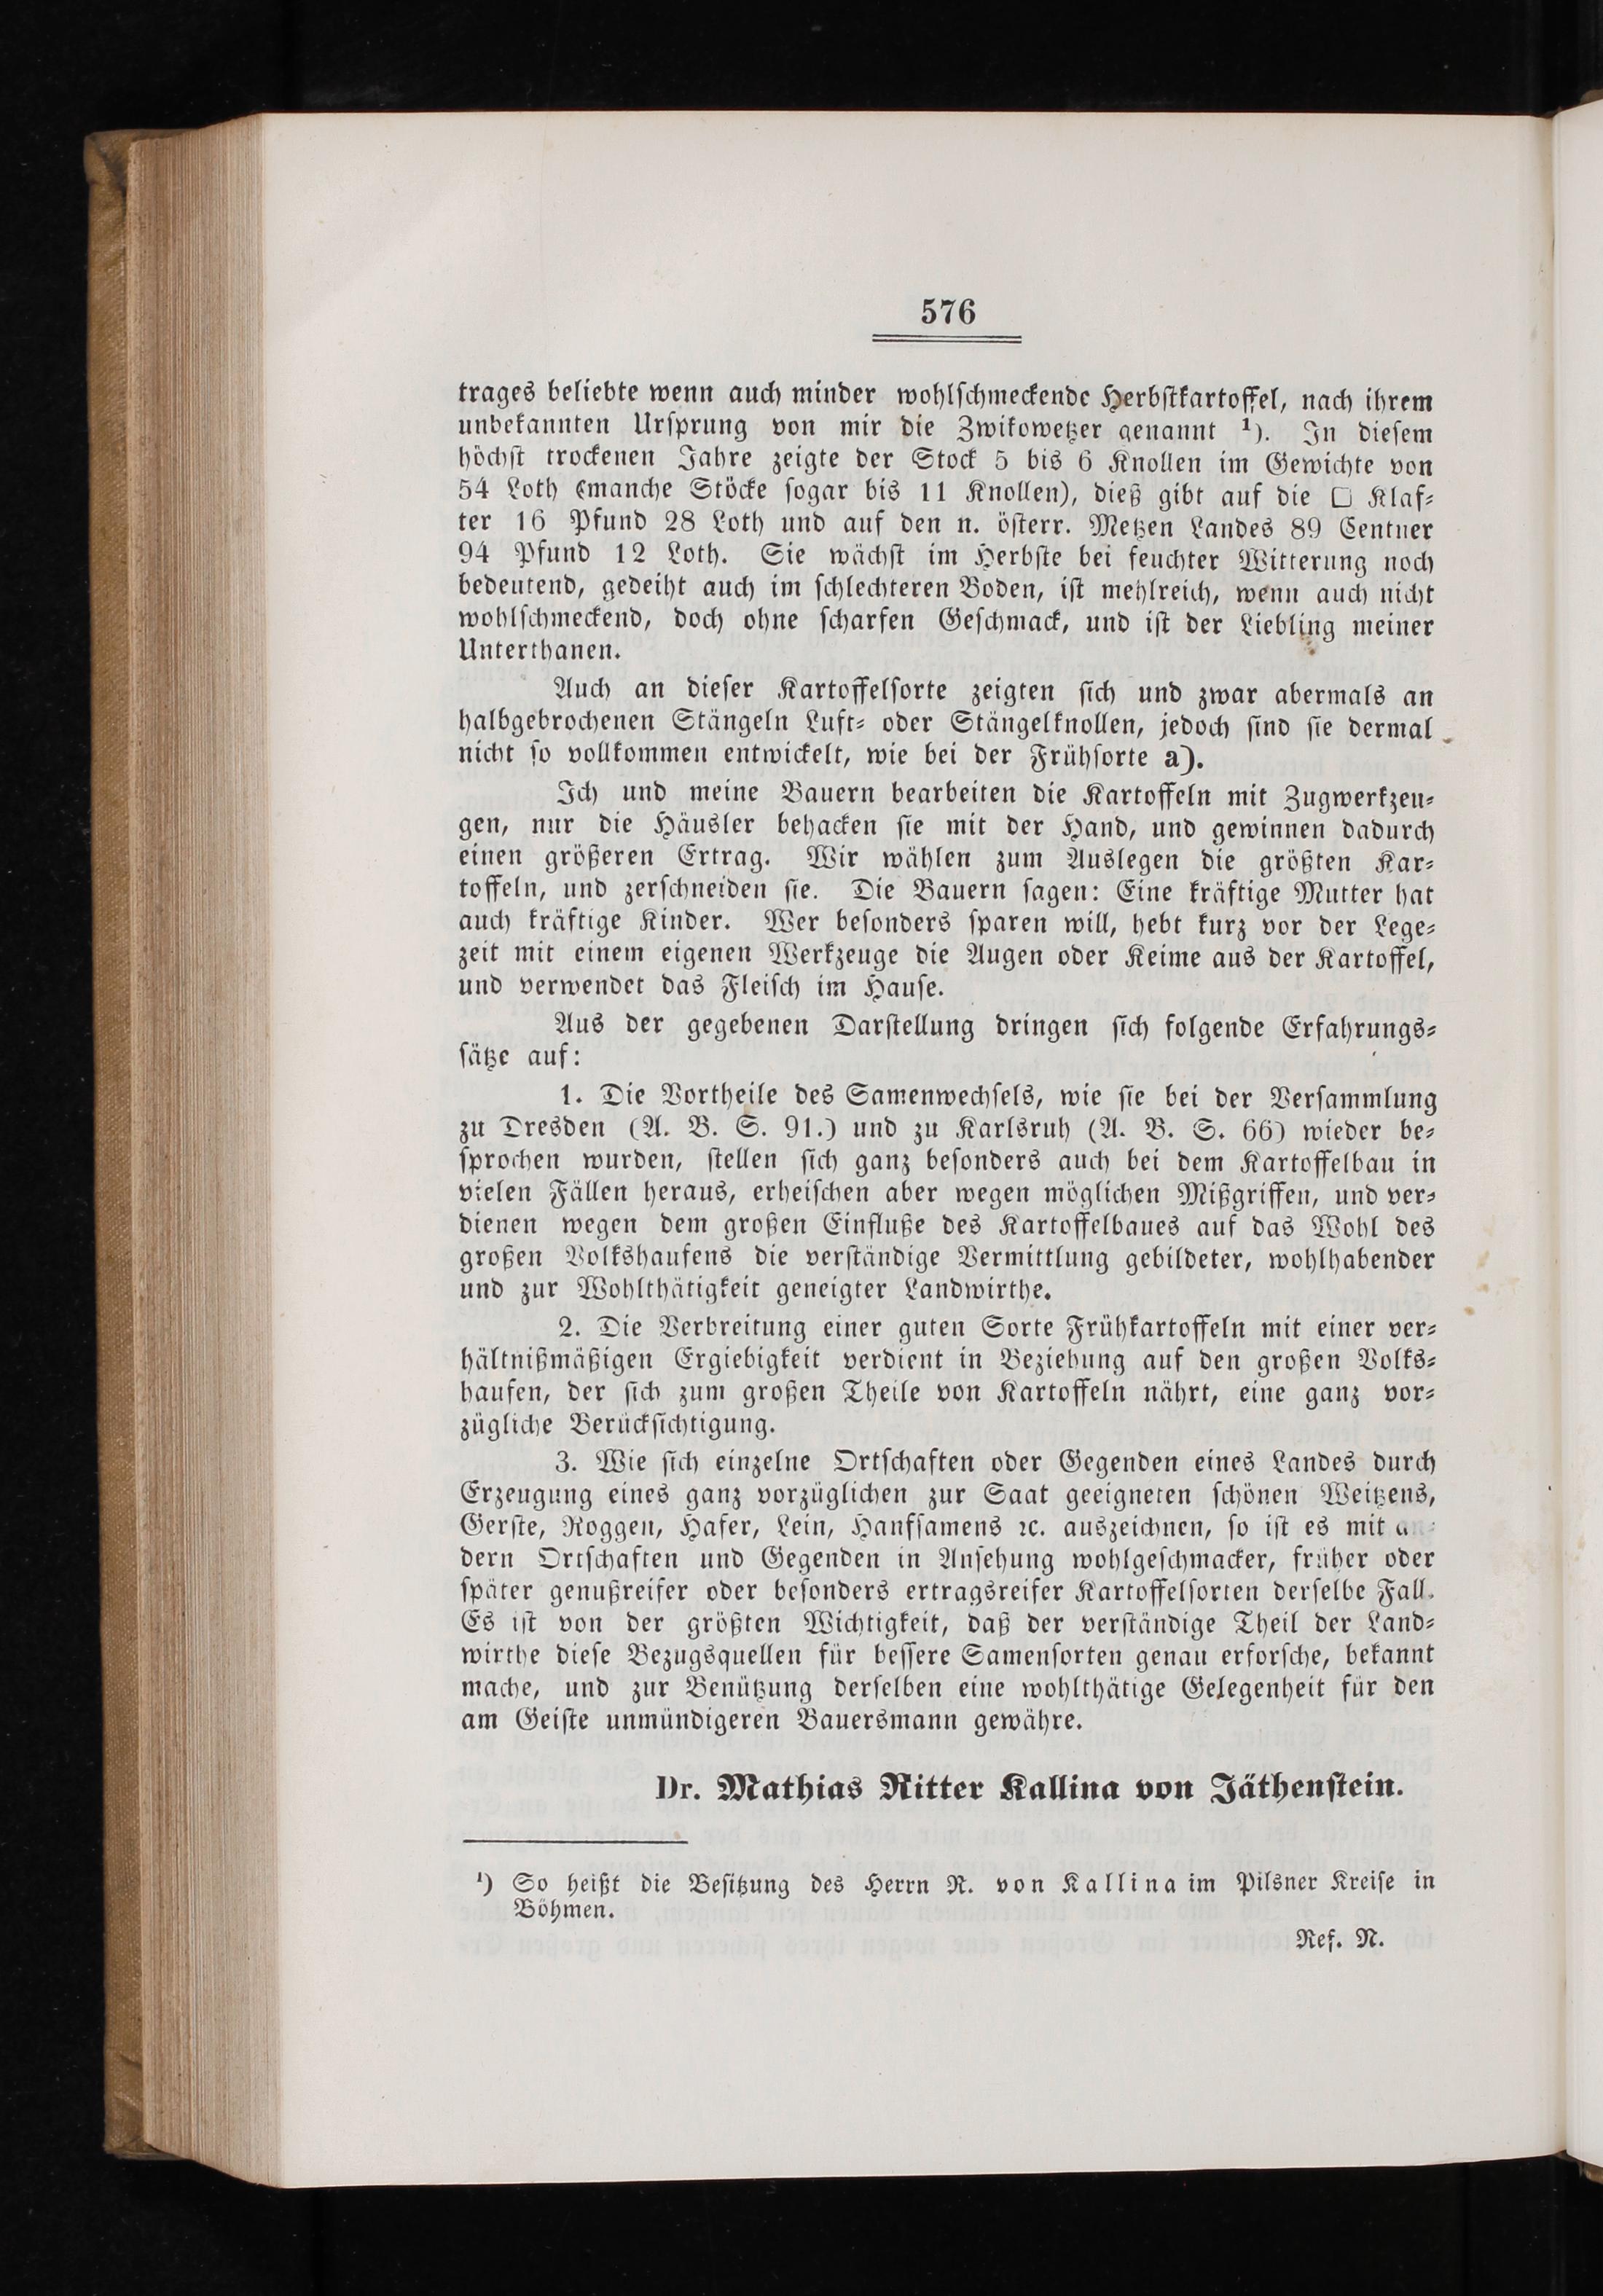 576
trages beliebte wenn auch minder wohlſchmeckende Herbſtkartoffel, nach ihrem
unbekannten Urſprung von mir die Zwikowetzer genannt ¹). In dieſem
höchſt trockenen Jahre zeigte der Stock 5 bis 6 Knollen im Gewichte von
54 Loth (manche Stöcke ſogar bis 11 Knollen), dieß gibt auf die □ Klaf⸗
ter 16 Pfund 28 Loth und auf den n. öſterr. Metzen Landes 89 Centner
94 Pfund 12 Loth. Sie wächſt im Herbſte bei feuchter Witterung noch
bedeutend, gedeiht auch im ſchlechteren Boden, iſt mehlreich, wenn auch nicht
wohlſchmeckend, doch ohne ſcharfen Geſchmack, und iſt der Liebling meiner
Unterthanen.
Auch an dieſer Kartoffelſorte zeigten ſich und zwar abermals an
halbgebrochenen Stängeln Luft⸗ oder Stängelknollen, jedoch ſind ſie dermal
nicht ſo vollkommen entwickelt, wie bei der Frühſorte a).
Ich und meine Bauern bearbeiten die Kartoffeln mit Zugwerkzeu⸗
gen, nur die Häusler behacken ſie mit der Hand, und gewinnen dadurch
einen größeren Ertrag. Wir wählen zum Auslegen die größten Kar⸗
toffeln, und zerſchneiden ſie. Die Bauern ſagen: Eine kräftige Mutter hat
auch kräftige Kinder. Wer beſonders ſparen will, hebt kurz vor der Lege⸗
zeit mit einem eigenen Werkzeuge die Augen oder Keime aus der Kartoffel,
und verwendet das Fleiſch im Hauſe.
Aus der gegebenen Darſtellung dringen ſich folgende Erfahrungs⸗
ſätze auf:
1. Die Vortheile des Samenwechſels, wie ſie bei der Verſammlung
zu Dresden (A. B. S. 91.) und zu Karlsruh (A. B. S. 66) wieder be⸗
ſprochen wurden, ſtellen ſich ganz beſonders auch bei dem Kartoffelbau in
vielen Fällen heraus, erheiſchen aber wegen möglichen Mißgriffen, und ver⸗
dienen wegen dem großen Einfluße des Kartoffelbaues auf das Wohl des
großen Volkshaufens die verſtändige Vermittlung gebildeter, wohlhabender
und zur Wohlthätigkeit geneigter Landwirthe.
2. Die Verbreitung einer guten Sorte Frühkartoffeln mit einer ver⸗
hältnißmäßigen Ergiebigkeit verdient in Beziehung auf den großen Volks⸗
haufen, der ſich zum großen Theile von Kartoffeln nährt, eine ganz vor⸗
zügliche Berückſichtigung.
3. Wie ſich einzelne Ortſchaften oder Gegenden eines Landes durch
Erzeugung eines ganz vorzüglichen zur Saat geeigneten ſchönen Weitzens,
Gerſte, Roggen, Hafer, Lein, Hanfſamens ꝛc. auszeichnen, ſo iſt es mit an⸗
dern Ortſchaften und Gegenden in Anſehung wohlgeſchmacker, früher oder
ſpäter genußreifer oder beſonders ertragsreifer Kartoffelſorten derſelbe Fall.
Es iſt von der größten Wichtigkeit, daß der verſtändige Theil der Land⸗
wirthe dieſe Bezugsquellen für beſſere Samenſorten genau erforſche, bekannt
mache, und zur Benützung derſelben eine wohlthätige Gelegenheit für den
am Geiſte unmündigeren Bauersmann gewähre.
Dr. Mathias Ritter Kallina von Jäthenſtein.
¹) So heißt die Beſitzung des Herrn R. von Kallina im Pilsner Kreiſe in
Böhmen.
Ref. N.